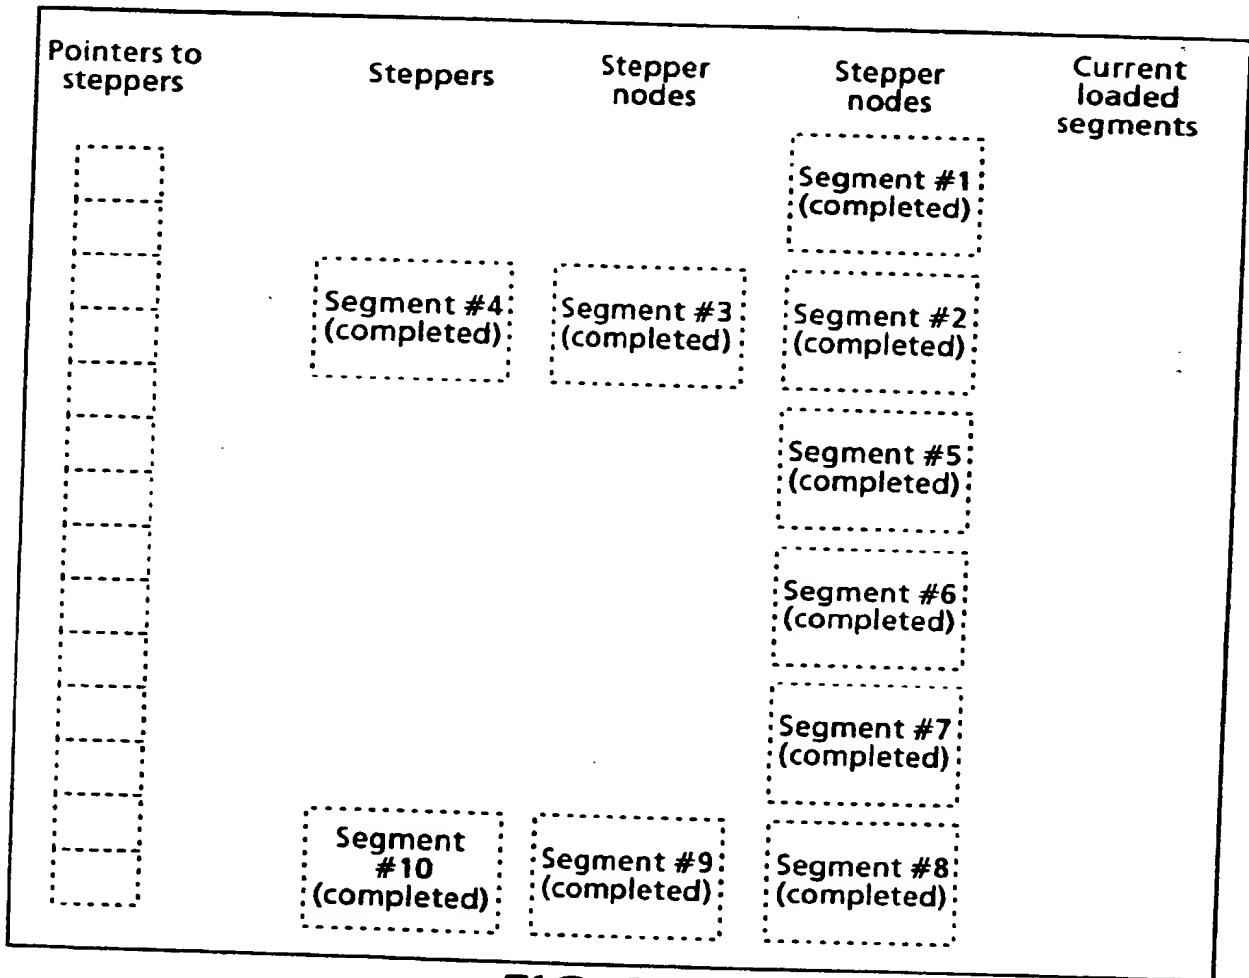 Pointers to
steppers
Steppers
Stepper
nodes
Stepper
nodes
Current
loaded
segments
Segment #1
(completed)
Segment #4
(completed)
Segment #3
(completed)
Segment #2
(completed)
Segment #5
(completed)
Segment #6
(completed)
Segment #7
(completed)
Segment
#10
(completed)
Segment #9
(completed)
Segment #8
(completed)